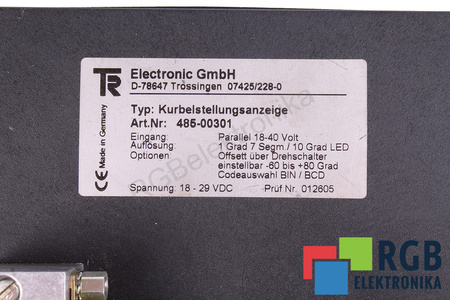 TR
Electronic GmbH
D-78647 Trossingen 07425/228-0
CE Made in Germany
Typ: Kurbelstellungsanzeige
Art.Nr: 485-00301
Eingang: Parallel 18-40 Volt
Auflösung: 1 Grad 7 Segm / 10 Grad LED
Optionen: Offsett über Drehschalter
einstellbar -60 bis +80 Grad
Codeauswahl BIN / BCD
Spannung: 18 - 29 VDC Prüf Nr. 012605
RGBelektronika
RGB
ELEKTRONIKA